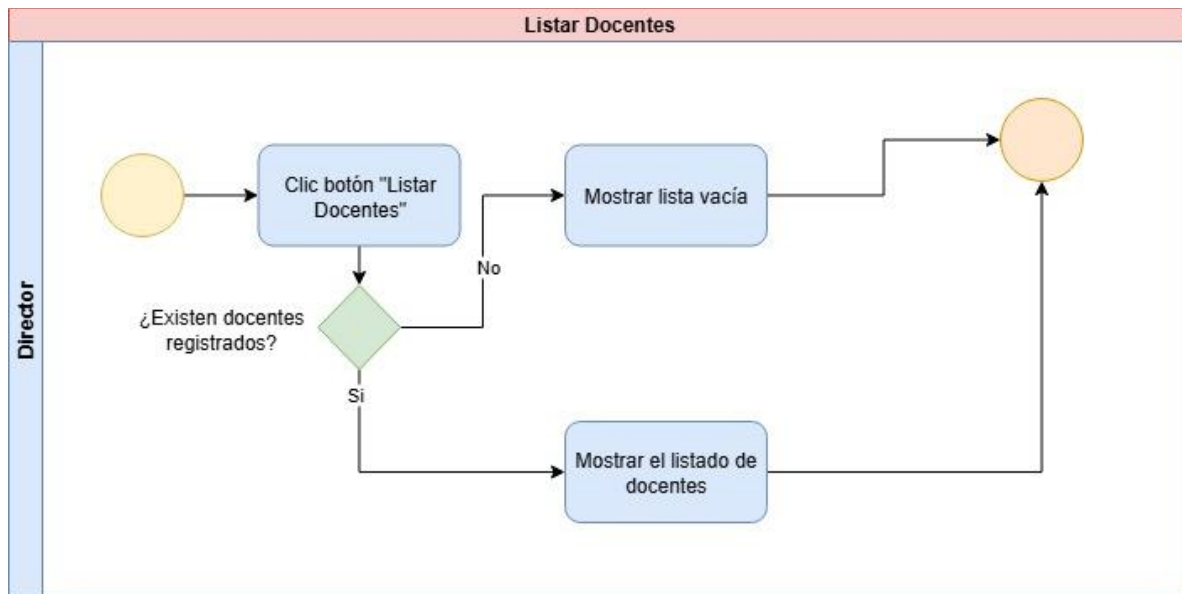 Listar Docentes
Director
Clic botón "Listar
Docentes"
Mostrar lista vacía
No
¿Existen docentes
registrados?
Si
Mostrar el listado de
docentes